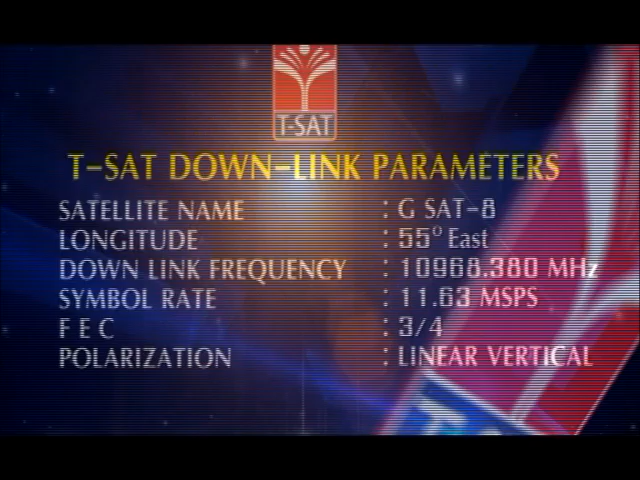 T-SAT
T-SAT DOWN-LINK PARAMETERS
SATELLITE NAME : G SAT-8
LONGITUDE : 55° East
DOWN LINK FREQUENCY : 10968.380 MHz
SYMBOL RATE : 11.63 MSPS
F E C : 3/4
POLARIZATION : LINEAR VERTICAL